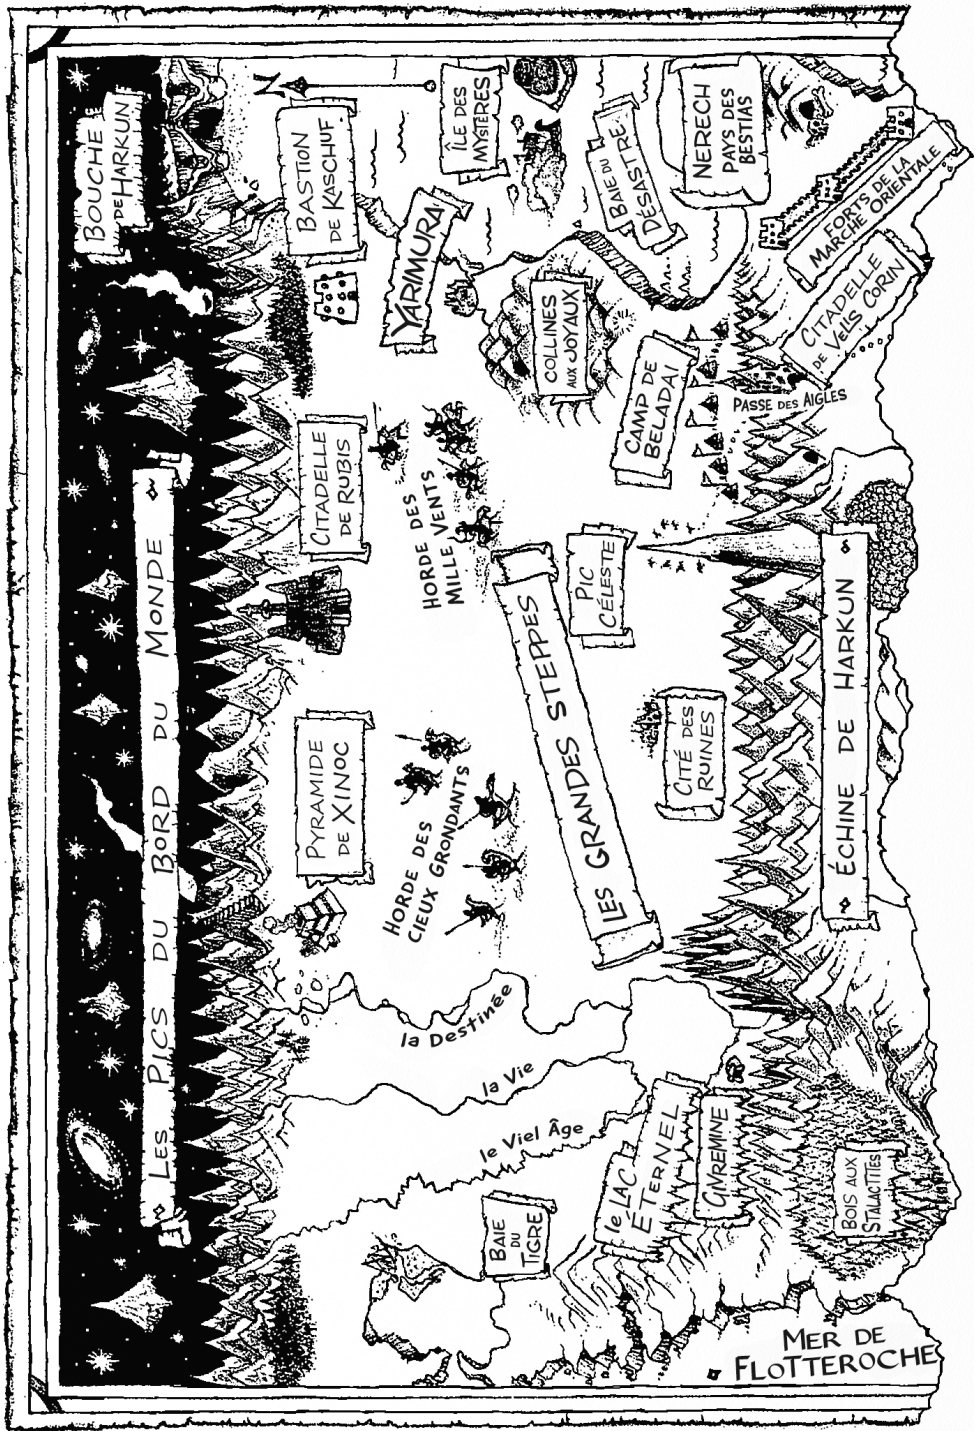 BOUCHE
DE HARKUN
N
BASTION
DE KASCHUF
ÎLE DES
MYSTÈRES
NERECH
PAYS DES
BESTIAS
BAIE DU
DÉSASTRE
YARIMURA
FORTS DE LA
MARCHE ORIENTALE
CITADELLE
DE VELLS CORIN
COLLINES
AUX JOYAUX
CAMP DE
BELADAI
PASSE DES AIGLES
CITADELLE
DE RUBIS
HORDE DES
MILLE VENTS
PIC
CÉLESTE
LES PICS DU BORD DU MONDE
LES GRANDES STEPPES
ÉCHINE DE HARKUN
CITÉ DES
RUINES
PYRAMIDE
DE XINOC
HORDE DES
CIEUX GRONDANTS
la Destinée
la Vie
le Viel Âge
le LAC
ÉTERNEL
GIVREMINE
BOIS AUX
STALACTITES
BAIE
DU
TIGRE
MER DE
FLOTTEROCHE